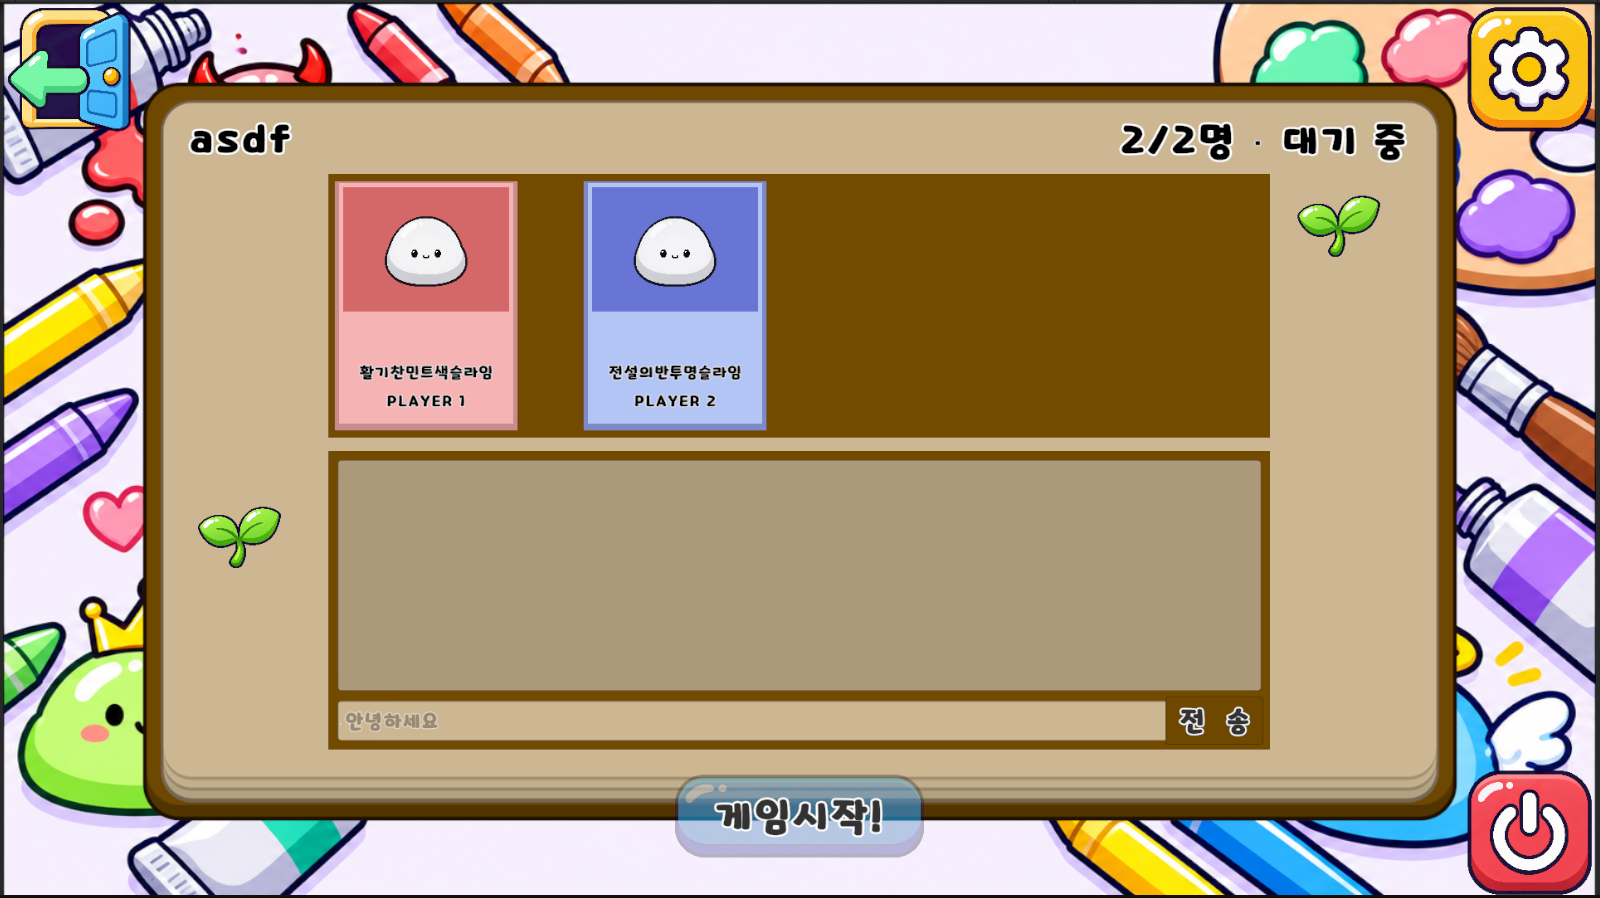 asdf
2/2명 · 대기 중
활기찬민트색슬라임
PLAYER 1
전설의반투명슬라임
PLAYER 2
안녕하세요
전 송
게임시작!